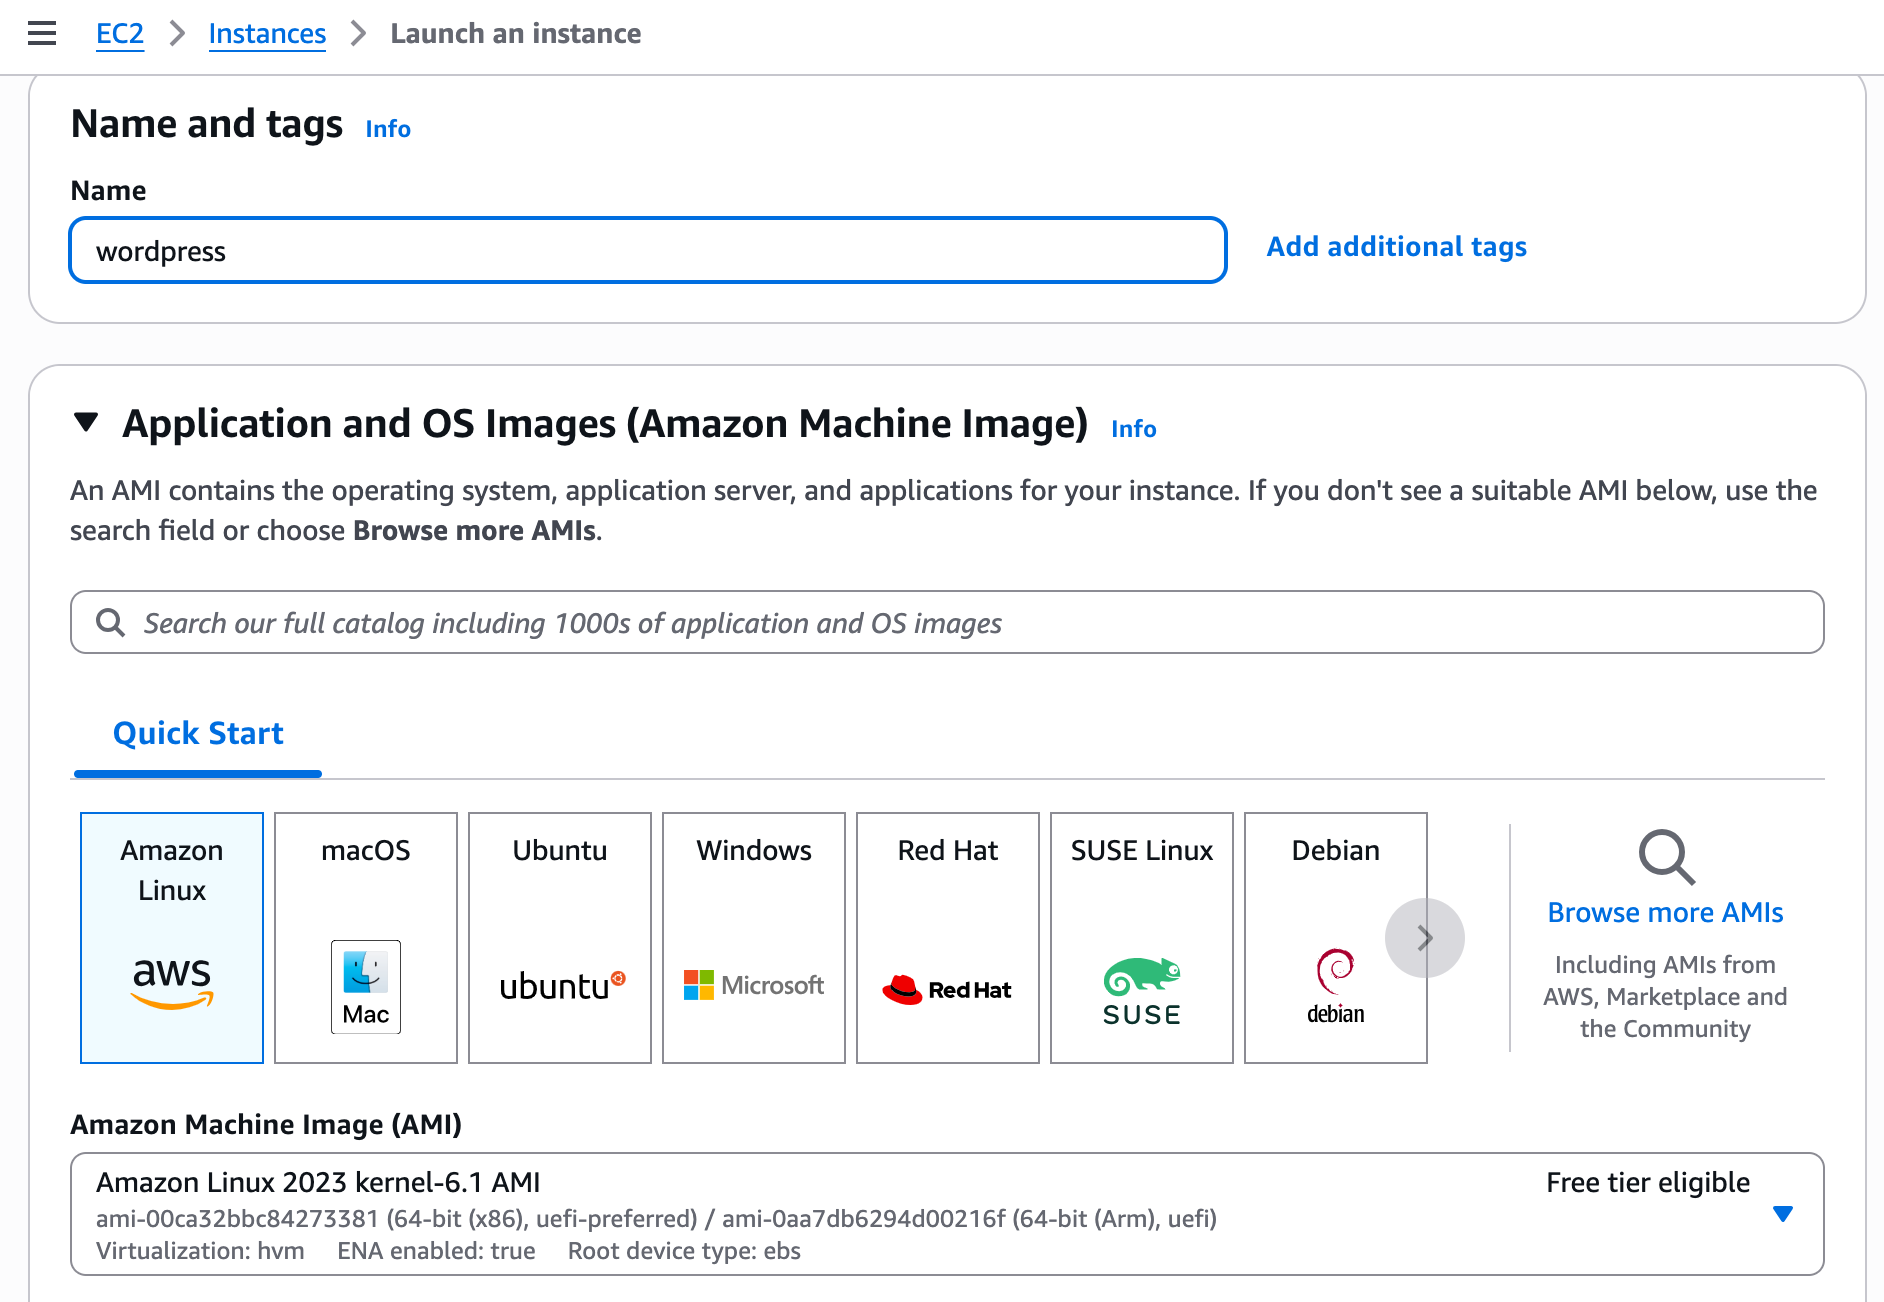 EC2 > Instances > Launch an instance
Name and tags Info
Name
wordpress
Add additional tags
Application and OS Images (Amazon Machine Image) Info
An AMI contains the operating system, application server, and applications for your instance. If you don't see a suitable AMI below, use the
search field or choose Browse more AMIs.
Search our full catalog including 1000s of application and OS images
Quick Start
Amazon
Linux
aws
macOS
Mac
Ubuntu
ubuntu
Windows
Microsoft
Red Hat
Red Hat
SUSE Linux
SUSE
Debian
debian
Browse more AMIs
Including AMIs from
AWS, Marketplace and
the Community
Amazon Machine Image (AMI)
Amazon Linux 2023 kernel-6.1 AMI
Free tier eligible
ami-00ca32bbc84273381 (64-bit (x86), uefi-preferred) / ami-0aa7db6294d00216f (64-bit (Arm), uefi)
Virtualization: hvm ENA enabled: true Root device type: ebs